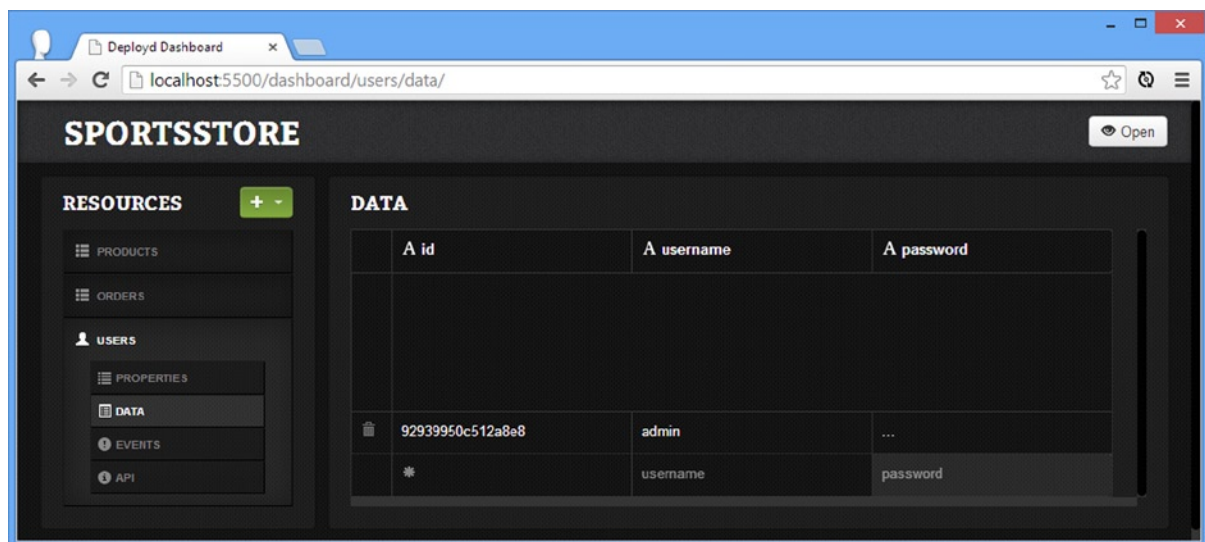 Deployd Dashboard
localhost:5500/dashboard/users/data/
SPORTSSTORE
Open
RESOURCES
PRODUCTS
ORDERS
USERS
PROPERTIES
DATA
EVENTS
API
DATA
A id A username A password
92939950c512a8e8 admin ...
username password